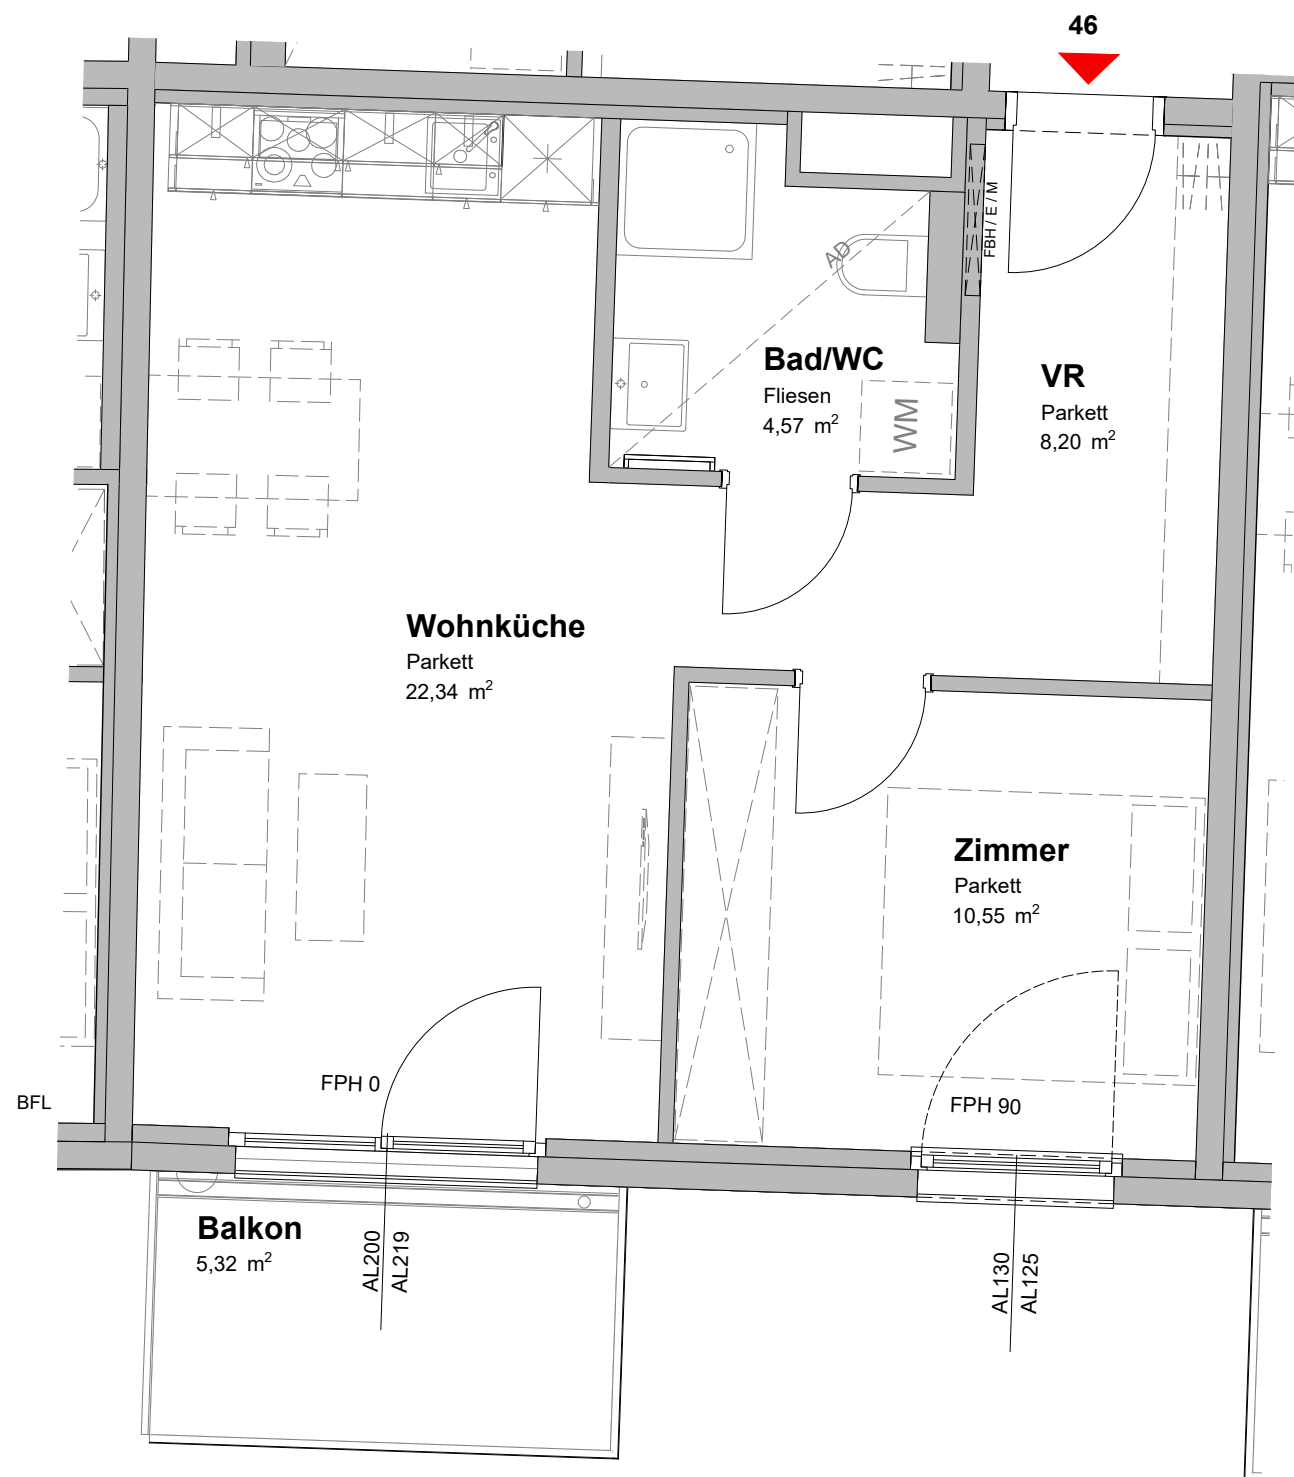 46
FBH / E / M
AD
Bad/WC
Fliesen
4,57 m²
WM
VR
Parkett
8,20 m²
Wohnküche
Parkett
22,34 m²
Zimmer
Parkett
10,55 m²
FPH 0
FPH 90
BFL
Balkon
5,32 m²
AL200
AL219
AL130
AL125